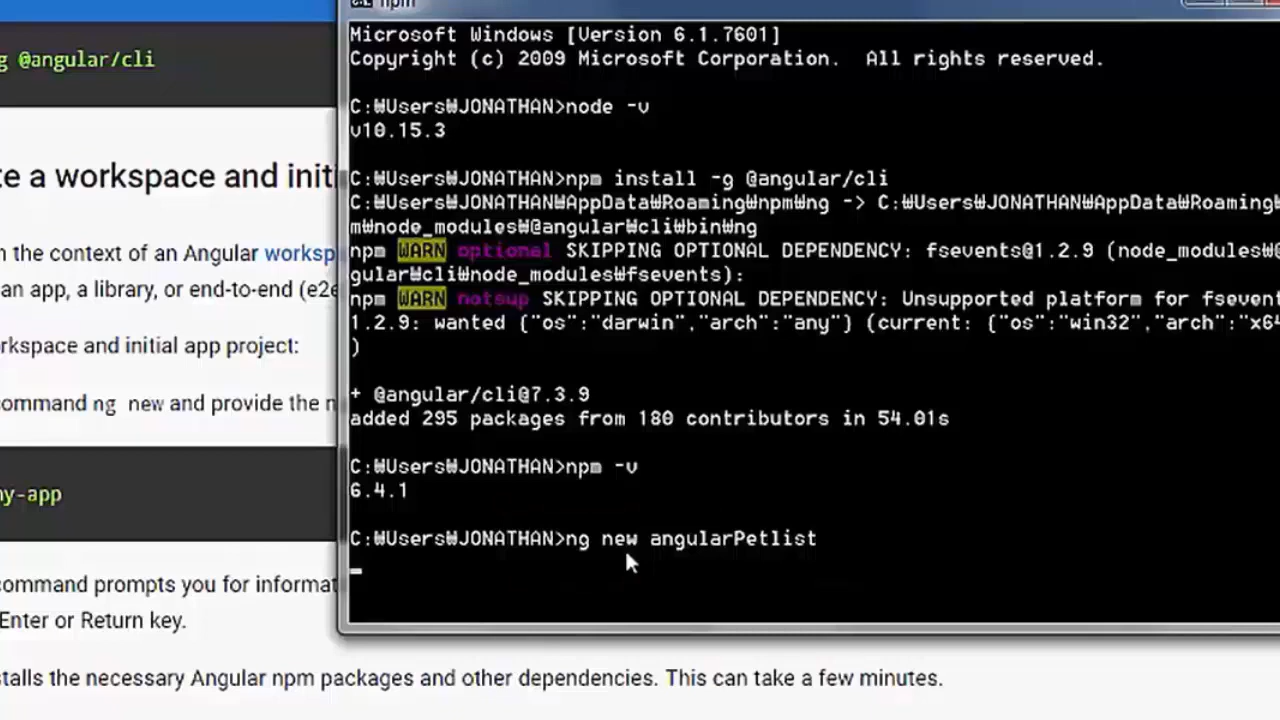 npm
Microsoft Windows [Version 6.1.7601]
Copyright (c) 2009 Microsoft Corporation.  All rights reserved.
g @angular/cli
C:₩Users₩JONATHAN>node -v
v10.15.3
te a workspace and initi
C:₩Users₩JONATHAN>npm install -g @angular/cli
C:₩Users₩JONATHAN₩AppData₩Roaming₩npm₩ng -> C:₩Users₩JONATHAN₩AppData₩Roaming₩
m₩node_modules₩@angular₩cli₩bin₩ng
npm WARN optional SKIPPING OPTIONAL DEPENDENCY: fsevents@1.2.9 (node_modules₩@
gular₩cli₩node_modules₩fsevents):
npm WARN notsup SKIPPING OPTIONAL DEPENDENCY: Unsupported platform for fsevent
1.2.9: wanted {"os":"darwin","arch":"any"} (current: {"os":"win32","arch":"x64
)
+ @angular/cli@7.3.9
added 295 packages from 180 contributors in 54.01s
C:₩Users₩JONATHAN>npm -v
6.4.1
C:₩Users₩JONATHAN>ng new angularPetlist
n the context of an Angular worksp
an app, a library, or end-to-end (e2e
rkspace and initial app project:
command ng new and provide the n
my-app
command prompts you for informat
Enter or Return key.
stalls the necessary Angular npm packages and other dependencies. This can take a few minutes.